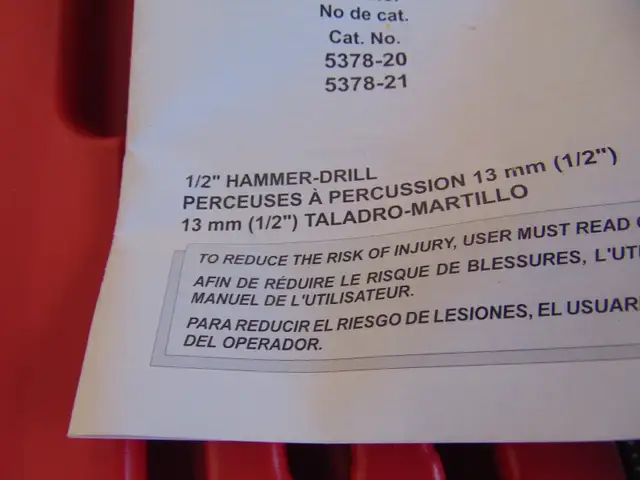 No de cat.
Cat. No.
5378-20
5378-21
1/2" HAMMER-DRILL
PERCEUSES À PERCUSSION 13 mm (1/2")
13 mm (1/2") TALADRO-MARTILLO
TO REDUCE THE RISK OF INJURY, USER MUST READ
AFIN DE RÉDUIRE LE RISQUE DE BLESSURES,
MANUEL DE L'UTILISATEUR.
PARA REDUCIR EL RIESGO DE LESIONES, EL
DEL OPERADOR.